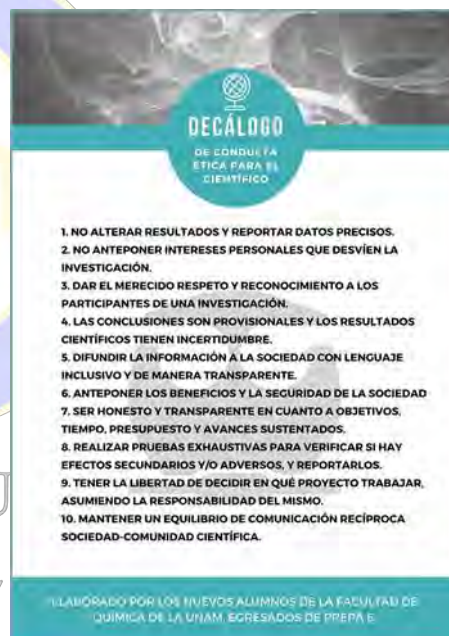 DECÁLOGO
DE CONDUCTA
ÉTICA PARA EL
CIENTÍFICO
1. NO ALTERAR RESULTADOS Y REPORTAR DATOS PRECISOS.
2. NO ANTEPONER INTERESES PERSONALES QUE DESVÍEN LA
INVESTIGACIÓN.
3. DAR EL MERECIDO RESPETO Y RECONOCIMIENTO A LOS
PARTICIPANTES DE UNA INVESTIGACIÓN.
4. LAS CONCLUSIONES SON PROVISIONALES Y LOS RESULTADOS
CIENTÍFICOS TIENEN INCERTIDUMBRE.
5. DIFUNDIR LA INFORMACIÓN A LA SOCIEDAD CON LENGUAJE
INCLUSIVO Y DE MANERA TRANSPARENTE.
6. ANTEPONER LOS BENEFICIOS Y LA SEGURIDAD DE LA SOCIEDAD
7. SER HONESTO Y TRANSPARENTE EN CUANTO A OBJETIVOS,
TIEMPO, PRESUPUESTO Y AVANCES SUSTENTADOS.
8. REALIZAR PRUEBAS EXHAUSTIVAS PARA VERIFICAR SI HAY
EFECTOS SECUNDARIOS Y/O ADVERSOS, Y REPORTARLOS.
9. TENER LA LIBERTAD DE DECIDIR EN QUÉ PROYECTO TRABAJAR,
ASUMIENDO LA RESPONSABILIDAD DEL MISMO.
10. MANTENER UN EQUILIBRIO DE COMUNICACIÓN RECÍPROCA
SOCIEDAD-COMUNIDAD CIENTÍFICA.
ELABORADO POR LOS NUEVOS ALUMNOS DE LA FACULTAD DE
QUÍMICA DE LA UNAM, EGRESADOS DE PREPA 6